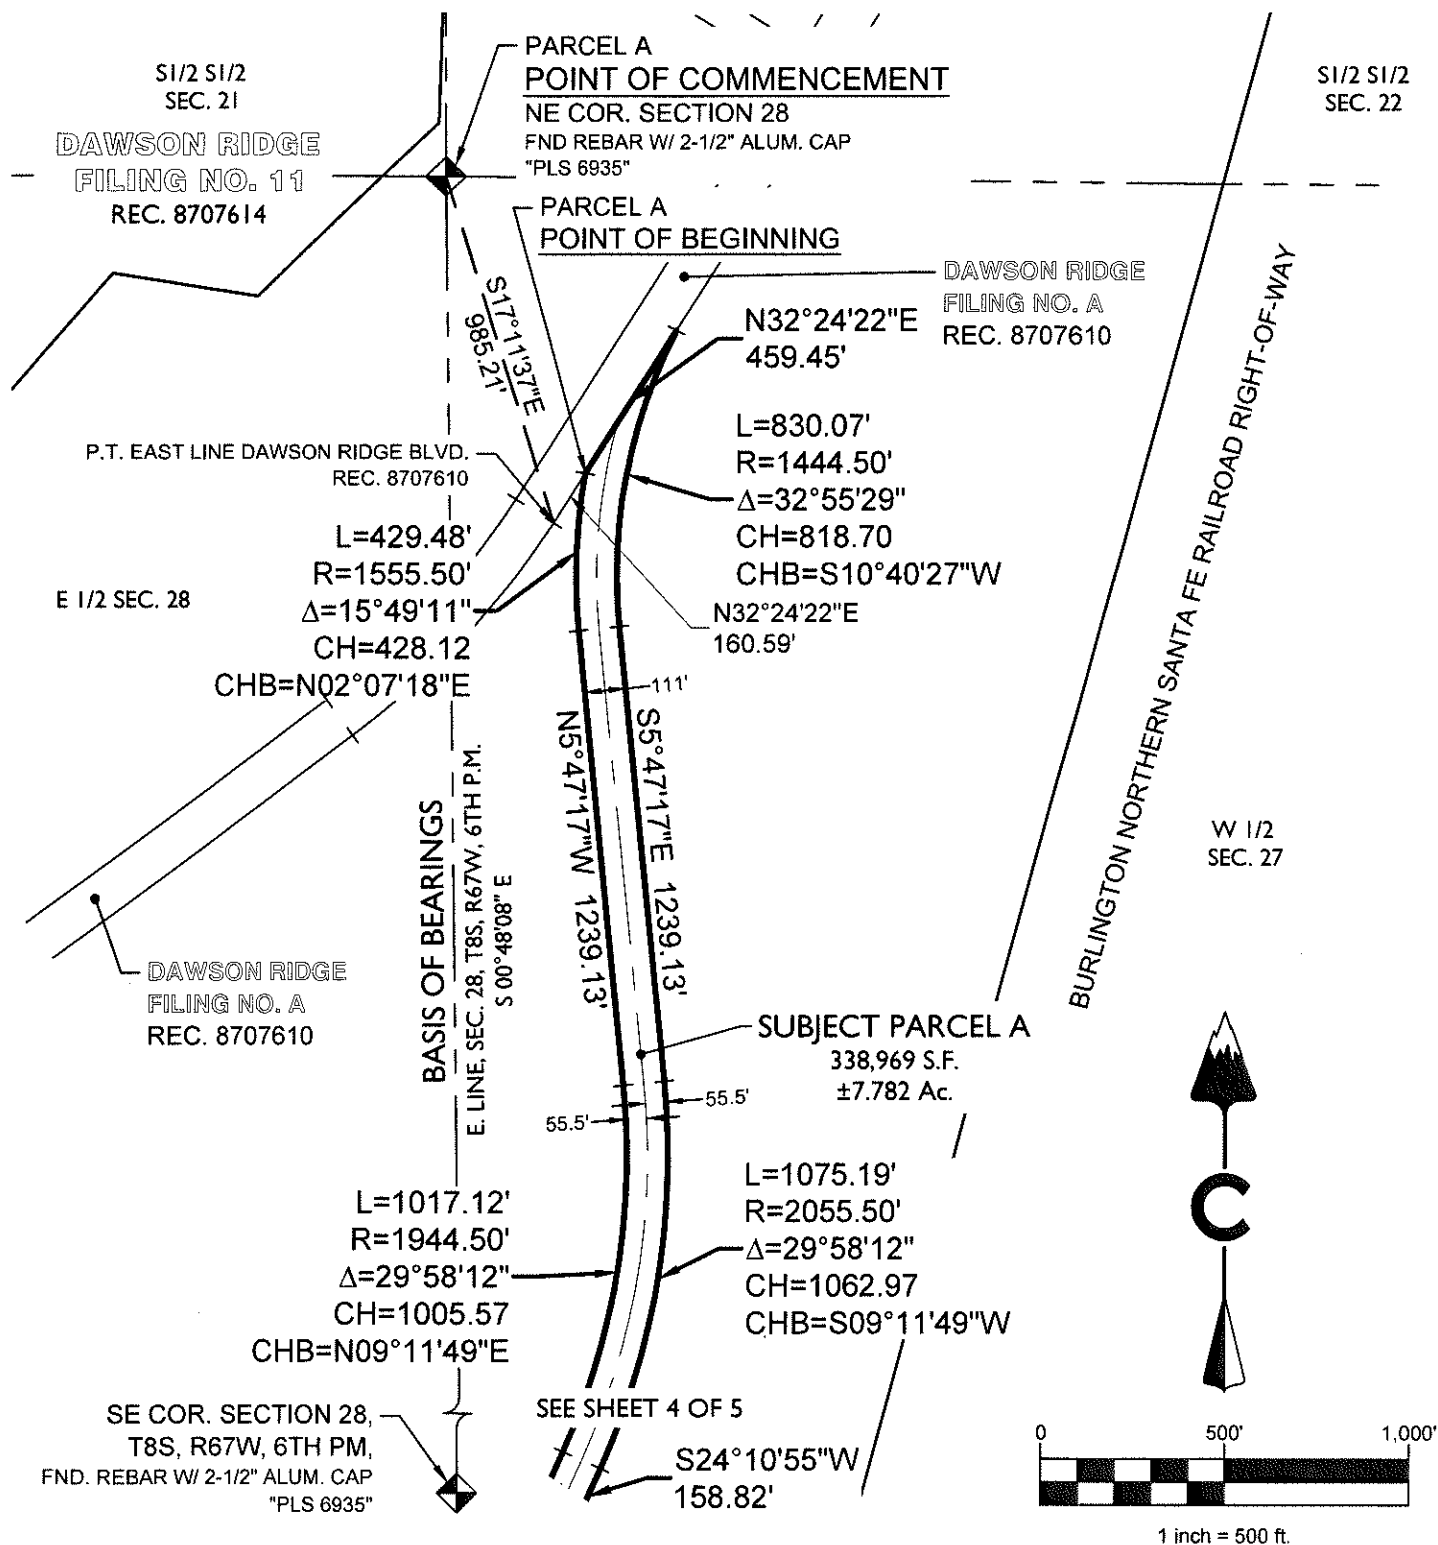 S1/2 S1/2
SEC. 21
DAWSON RIDGE
FILING NO. 11
REC. 8707614
PARCEL A
POINT OF COMMENCEMENT
NE COR. SECTION 28
FND REBAR W/ 2-1/2" ALUM. CAP
"PLS 6935"
S1/2 S1/2
SEC. 22
PARCEL A
POINT OF BEGINNING
DAWSON RIDGE
FILING NO. A
REC. 8707610
S17°11'37"E
985.21'
N32°24'22"E
459.45'
P.T. EAST LINE DAWSON RIDGE BLVD.
REC. 8707610
L=830.07'
R=1444.50'
Δ=32°55'29"
CH=818.70
CHB=S10°40'27"W
L=429.48'
R=1555.50'
Δ=15°49'11"
CH=428.12
CHB=N02°07'18"E
E 1/2 SEC. 28
N32°24'22"E
160.59'
111'
BURLINGTON NORTHERN SANTA FE RAILROAD RIGHT-OF-WAY
N5°47'17"W 1239.13'
S5°47'17"E 1239.13'
BASIS OF BEARINGS
E. LINE, SEC. 28, T8S, R67W, 6TH P.M.
S 00°48'08" E
W 1/2
SEC. 27
DAWSON RIDGE
FILING NO. A
REC. 8707610
SUBJECT PARCEL A
338,969 S.F.
±7.782 Ac.
55.5'
55.5'
L=1017.12'
R=1944.50'
Δ=29°58'12"
CH=1005.57
CHB=N09°11'49"E
L=1075.19'
R=2055.50'
Δ=29°58'12"
CH=1062.97
CHB=S09°11'49"W
C
SE COR. SECTION 28,
T8S, R67W, 6TH PM,
FND. REBAR W/ 2-1/2" ALUM. CAP
"PLS 6935"
SEE SHEET 4 OF 5
S24°10'55"W
158.82'
0 500' 1,000'
1 inch = 500 ft.